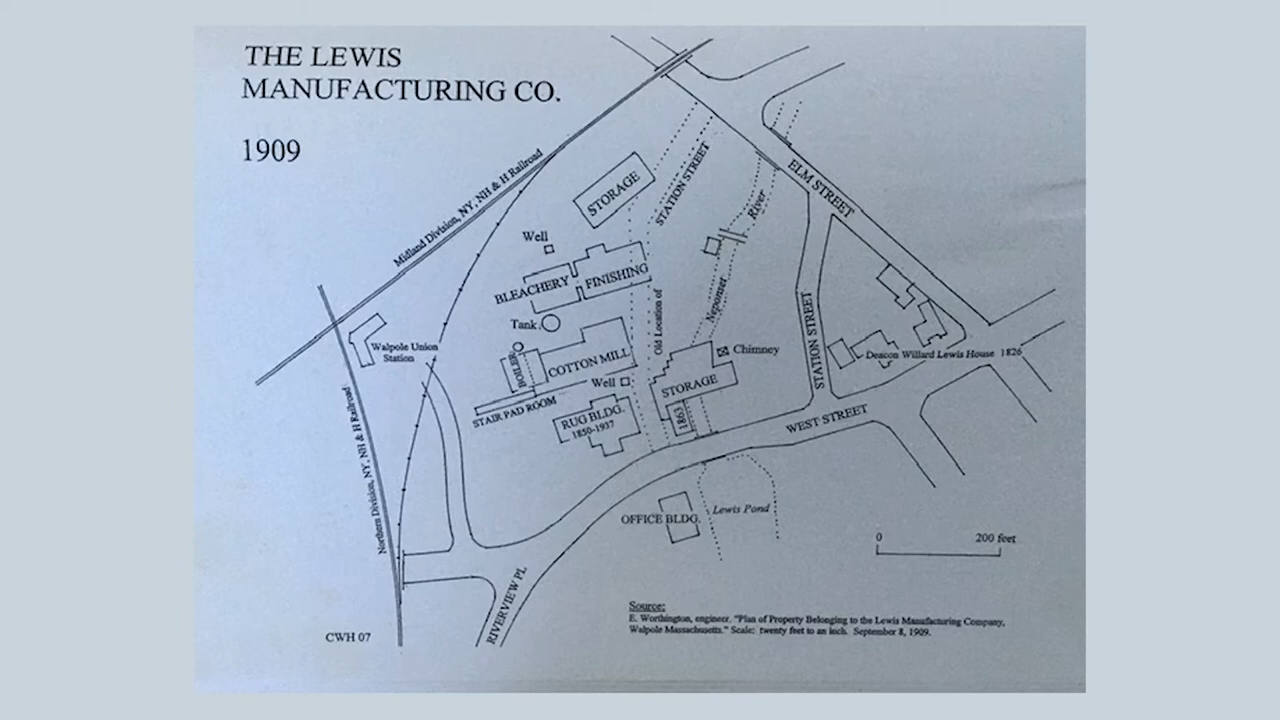 THE LEWIS
MANUFACTURING CO.
1909
Midland Division, NY, NH & H Railroad
STORAGE
STATION STREET
ELM STREET
River
Well
BLEACHERY
FINISHING
Neponset
Old Location of
Tank
Walpole Union
Station
BOILER
COTTON MILL
Chimney
STATION STREET
Deacon Willard Lewis House 1826
Well
STORAGE
STAIR PAD ROOM
RUG BLDG.
1850-1937
1863
WEST STREET
Northern Division, NY, NH & H Railroad
OFFICE BLDG.
Lewis Pond
0 200 feet
RIVERVIEW PL
Source:
E. Worthington, engineer. "Plan of Property Belonging to the Lewis Manufacturing Company,
Walpole Massachusetts." Scale: twenty feet to an inch. September 8, 1909.
CWH 07